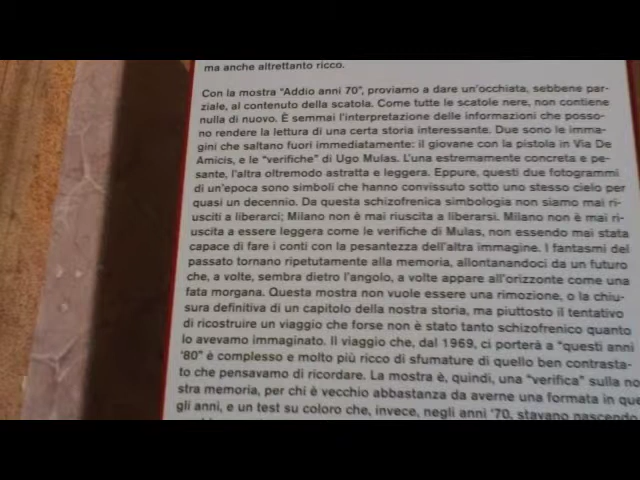 ma anche altrettanto ricco.
Con la mostra "Addio anni 70", proviamo a dare un'occhiata, sebbene par-
ziale, al contenuto della scatola. Come tutte le scatole nere, non contiene
nulla di nuovo. È semmai l'interpretazione delle informazioni che posso-
no rendere la lettura di una certa storia interessante. Due sono le imma-
gini che saltano fuori immediatamente: il giovane con la pistola in Via De
Amicis, e le "verifiche" di Ugo Mulas. L'una estremamente concreta e pe-
sante, l'altra oltremodo astratta e leggera. Eppure, questi due fotogrammi
di un'epoca sono simboli che hanno convissuto sotto uno stesso cielo per
quasi un decennio. Da questa schizofrenica simbologia non siamo mai ri-
usciti a liberarci; Milano non è mai riuscita a liberarsi. Milano non è mai ri-
uscita a essere leggera come le verifiche di Mulas, non essendo mai stata
capace di fare i conti con la pesantezza dell'altra immagine. I fantasmi del
passato tornano ripetutamente alla memoria, allontanandoci da un futuro
che, a volte, sembra dietro l'angolo, a volte appare all'orizzonte come una
fata morgana. Questa mostra non vuole essere una rimozione, o la chiu-
sura definitiva di un capitolo della nostra storia, ma piuttosto il tentativo
di ricostruire un viaggio che forse non è stato tanto schizofrenico quanto
lo avevamo immaginato. Il viaggio che, dal 1969, ci porterà a "questi anni
'80" è complesso e molto più ricco di sfumature di quello ben contrasta-
to che pensavamo di ricordare. La mostra è, quindi, una "verifica" sulla no
stra memoria, per chi è vecchio abbastanza da averne una formata in que
gli anni, e un test su coloro che, invece, negli anni '70, stavano nascendo